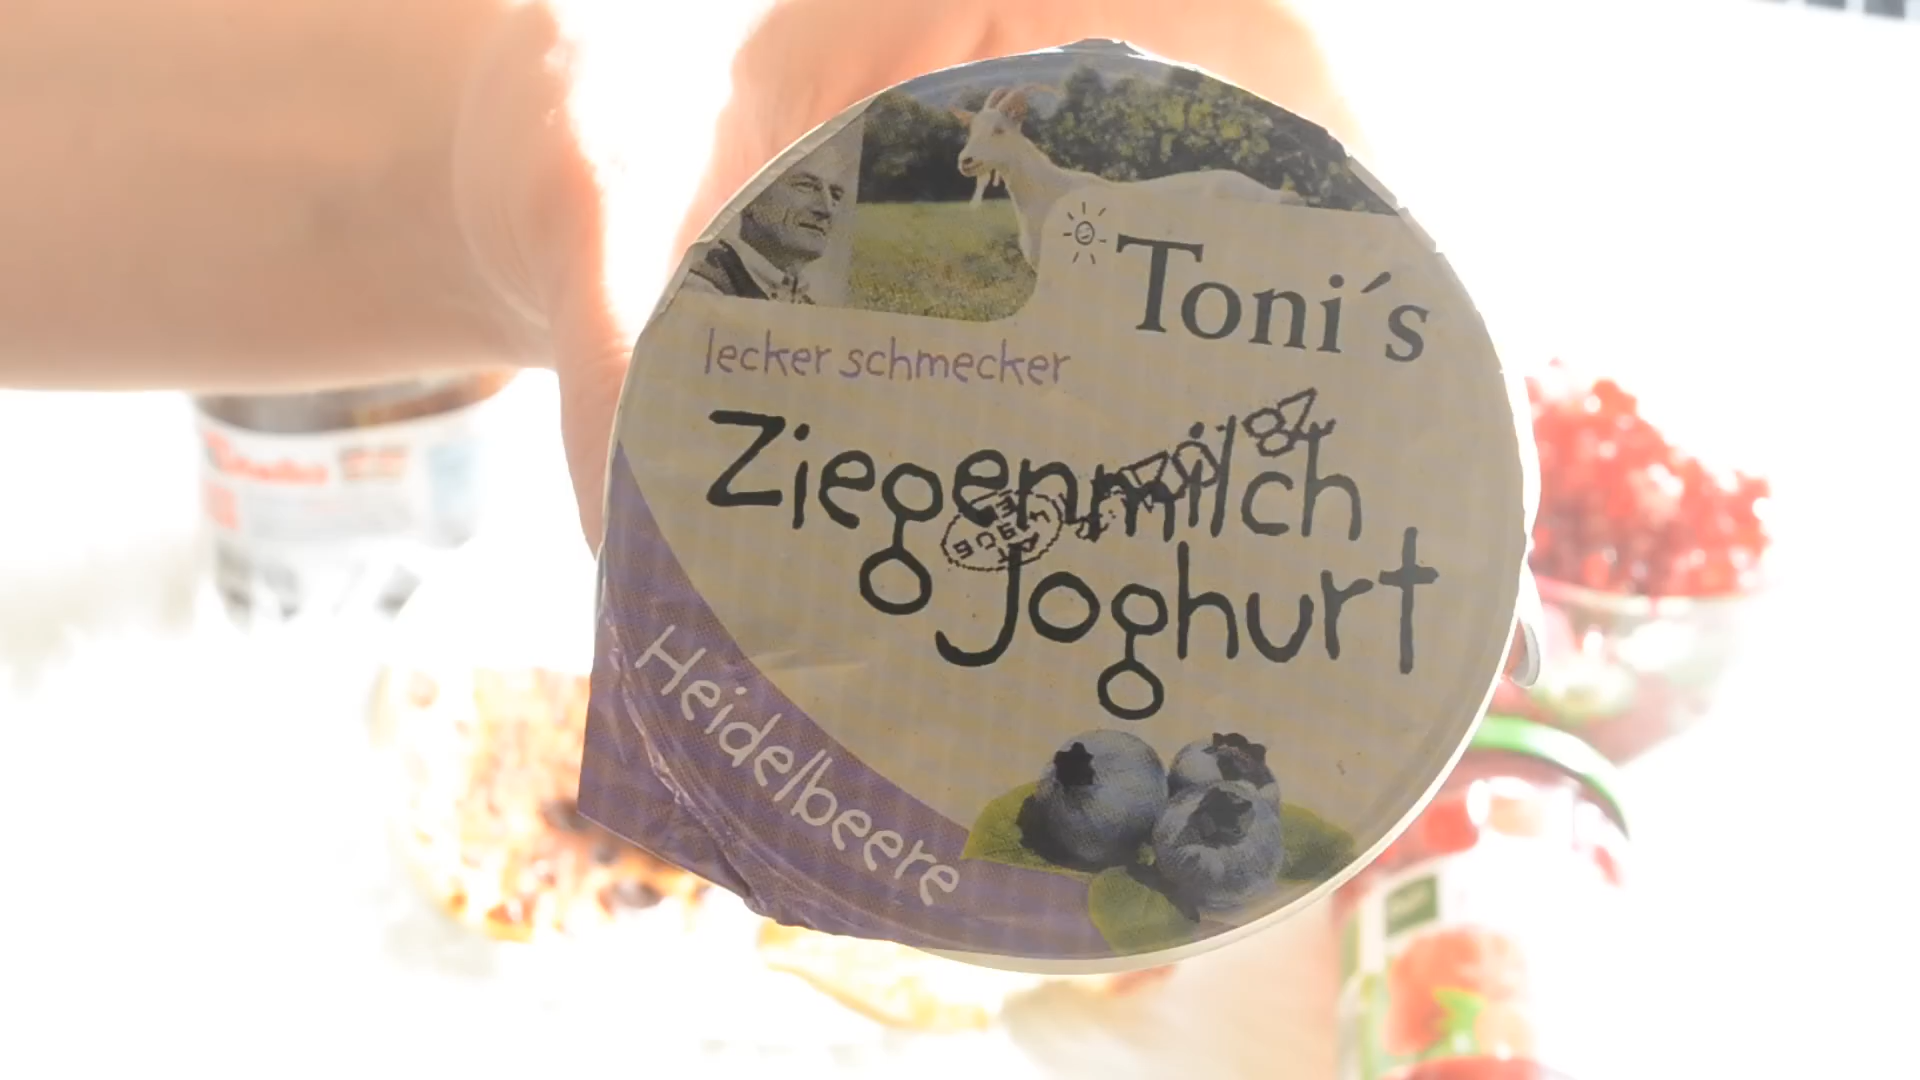 Toni´s
lecker schmecker
Ziegenmilch
Joghurt
Heidelbeere